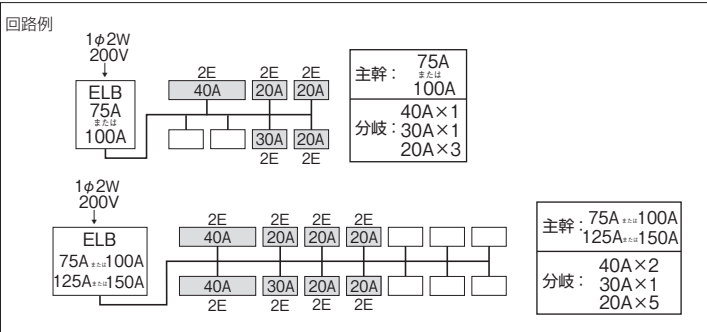 回路例
1φ2W
200V
ELB
75A
または
100A
2E 2E 2E
40A 20A 20A
30A 20A
2E 2E
主幹： 75A
または
100A
分岐： 40A×1
30A×1
20A×3
1φ2W
200V
ELB
75Aまたは100A
125Aまたは150A
2E 2E 2E 2E
40A 20A 20A 20A
40A 30A 20A 20A
2E 2E 2E 2E
主幹：75Aまたは100A
125Aまたは150A
分岐： 40A×2
30A×1
20A×5